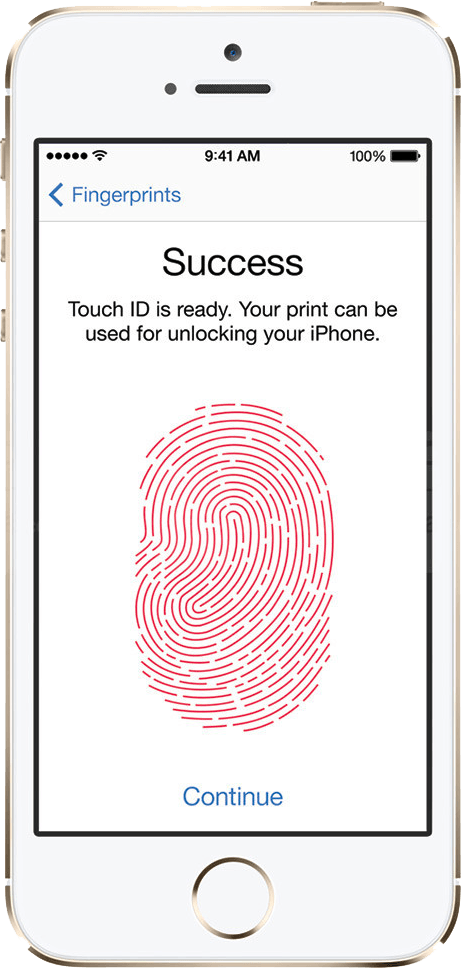 9:41 AM
100%
Fingerprints
Success
Touch ID is ready. Your print can be
used for unlocking your iPhone.
Continue